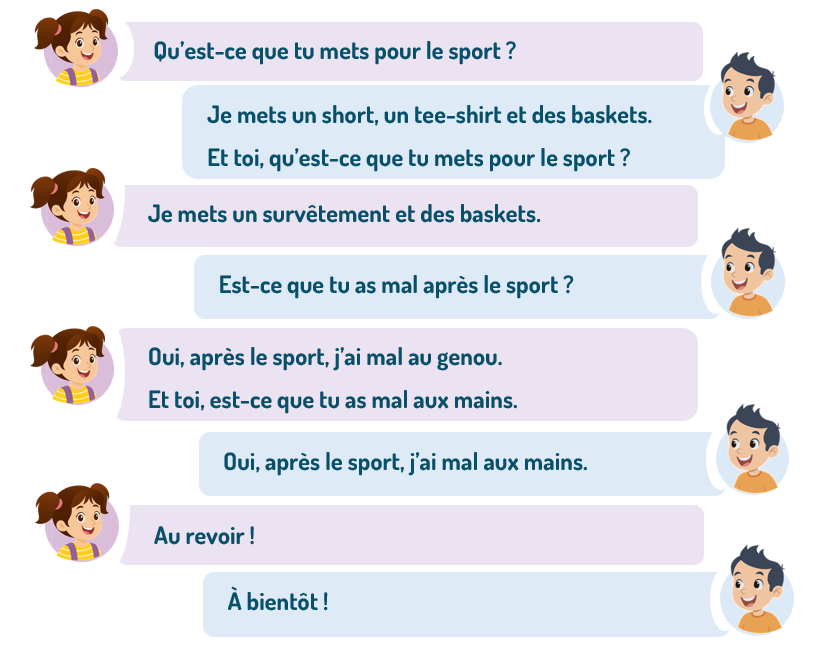 Qu'est-ce que tu mets pour le sport ?
Je mets un short, un tee-shirt et des baskets.
Et toi, qu'est-ce que tu mets pour le sport ?
Je mets un survêtement et des baskets.
Est-ce que tu as mal après le sport ?
Oui, après le sport, j'ai mal au genou.
Et toi, est-ce que tu as mal aux mains.
Oui, après le sport, j'ai mal aux mains.
Au revoir !
À bientôt !